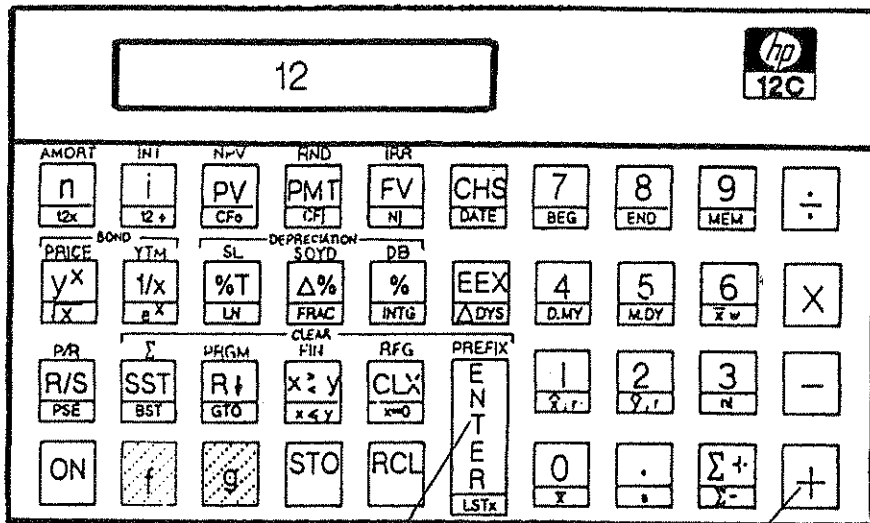 12
hp
12C
AMORT INT NPV RND IRR
n i PV PMT FV CHS 7 8 9 ÷
12x 12÷ CFo CFj Nj DATE BEG END MEM
BOND DEPRECIATION
PRICE YTM SL SOYD DB
y^x 1/x %T Δ% % EEX 4 5 6 X
√X e^x LN FRAC INTG ΔDYS D.MY M.DY x̄w
CLEAR
P/R Σ PRGM FIN REG PREFIX
R/S SST R↓ x≷y CLX ENTER 1 2 3 −
PSE BST GTO x≤y x=0 x̂,r ŷ,r n!
ON f g STO RCL 0 . Σ+ +
LSTx x̄ s Σ-